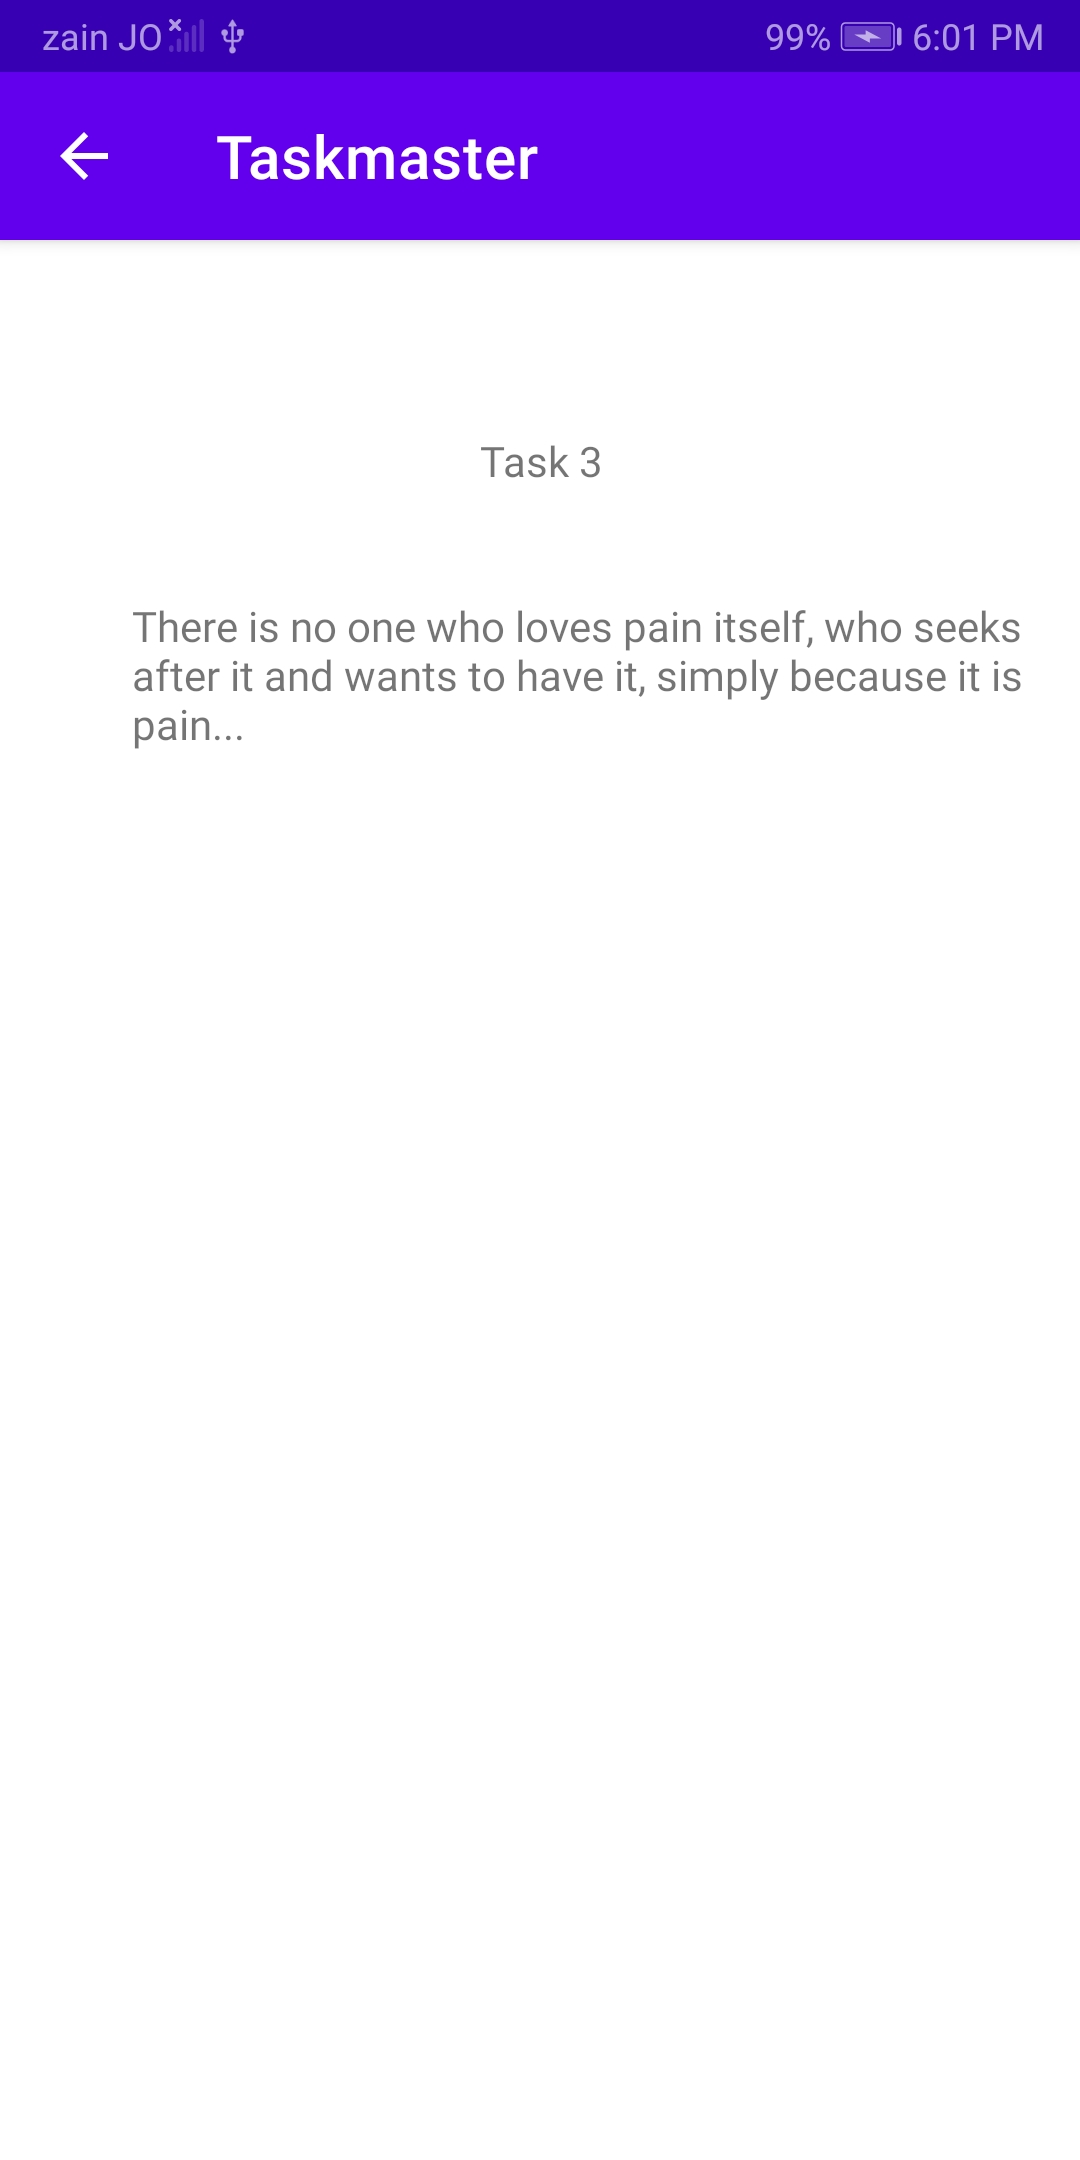 zain JO 99% 6:01 PM
Taskmaster
Task 3
There is no one who loves pain itself, who seeks
after it and wants to have it, simply because it is
pain...